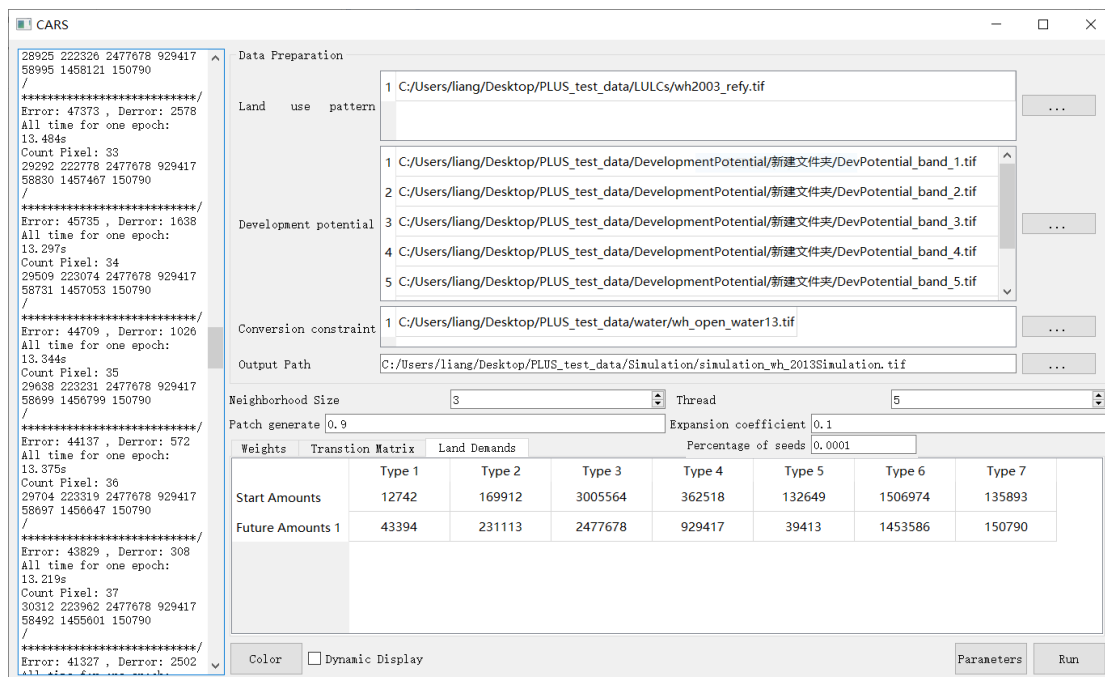 CARS
28925 222326 2477678 929417
58995 1458121 150790
/
***************************/
Error: 47373 , Derror: 2578
All time for one epoch:
13.484s
Count Pixel: 33
29292 222778 2477678 929417
58830 1457467 150790
/
***************************/
Error: 45735 , Derror: 1638
All time for one epoch:
13.297s
Count Pixel: 34
29509 223074 2477678 929417
58731 1457053 150790
/
***************************/
Error: 44709 , Derror: 1026
All time for one epoch:
13.344s
Count Pixel: 35
29638 223231 2477678 929417
58699 1456799 150790
/
***************************/
Error: 44137 , Derror: 572
All time for one epoch:
13.375s
Count Pixel: 36
29704 223319 2477678 929417
58697 1456647 150790
/
***************************/
Error: 43829 , Derror: 308
All time for one epoch:
13.219s
Count Pixel: 37
30312 223962 2477678 929417
58492 1455601 150790
/
***************************/
Error: 41327 , Derror: 2502
All time for one epoch:
Data Preparation
Land use pattern
1 C:/Users/liang/Desktop/PLUS_test_data/LULCs/wh2003_refy.tif
...
Development potential
1 C:/Users/liang/Desktop/PLUS_test_data/DevelopmentPotential/新建文件夹/DevPotential_band_1.tif
2 C:/Users/liang/Desktop/PLUS_test_data/DevelopmentPotential/新建文件夹/DevPotential_band_2.tif
3 C:/Users/liang/Desktop/PLUS_test_data/DevelopmentPotential/新建文件夹/DevPotential_band_3.tif
4 C:/Users/liang/Desktop/PLUS_test_data/DevelopmentPotential/新建文件夹/DevPotential_band_4.tif
5 C:/Users/liang/Desktop/PLUS_test_data/DevelopmentPotential/新建文件夹/DevPotential_band_5.tif
...
Conversion constraint
1 C:/Users/liang/Desktop/PLUS_test_data/water/wh_open_water13.tif
...
Output Path C:/Users/liang/Desktop/PLUS_test_data/Simulation/simulation_wh_2013Simulation.tif ...
Neighborhood Size 3 Thread 5
Patch generate 0.9 Expansion coefficient 0.1
Weights Transtion Matrix Land Demands Percentage of seeds 0.0001
Type 1 Type 2 Type 3 Type 4 Type 5 Type 6 Type 7
Start Amounts 12742 169912 3005564 362518 132649 1506974 135893
Future Amounts 1 43394 231113 2477678 929417 39413 1453586 150790
Color Dynamic Display Parameters Run